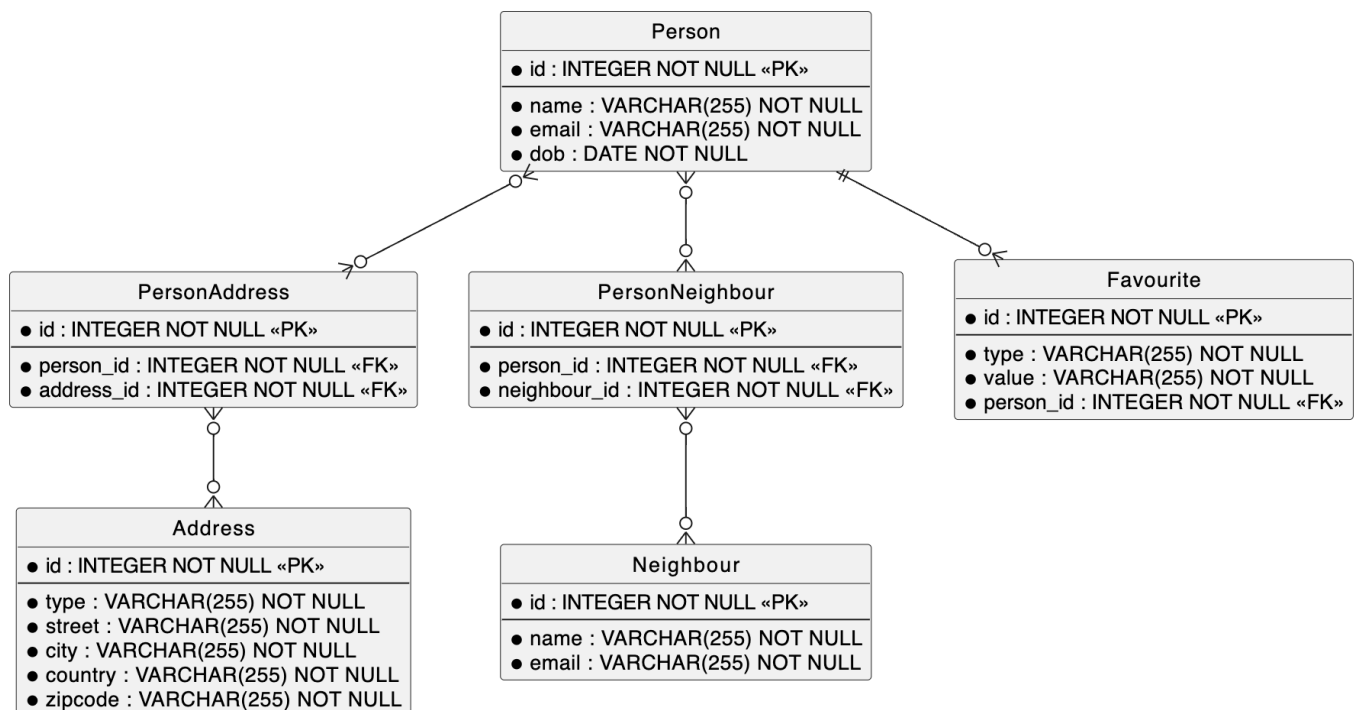 Person
id : INTEGER NOT NULL «PK»
name : VARCHAR(255) NOT NULL
email : VARCHAR(255) NOT NULL
dob : DATE NOT NULL
PersonAddress
id : INTEGER NOT NULL «PK»
person_id : INTEGER NOT NULL «FK»
address_id : INTEGER NOT NULL «FK»
PersonNeighbour
id : INTEGER NOT NULL «PK»
person_id : INTEGER NOT NULL «FK»
neighbour_id : INTEGER NOT NULL «FK»
Favourite
id : INTEGER NOT NULL «PK»
type : VARCHAR(255) NOT NULL
value : VARCHAR(255) NOT NULL
person_id : INTEGER NOT NULL «FK»
Address
id : INTEGER NOT NULL «PK»
type : VARCHAR(255) NOT NULL
street : VARCHAR(255) NOT NULL
city : VARCHAR(255) NOT NULL
country : VARCHAR(255) NOT NULL
zipcode : VARCHAR(255) NOT NULL
Neighbour
id : INTEGER NOT NULL «PK»
name : VARCHAR(255) NOT NULL
email : VARCHAR(255) NOT NULL